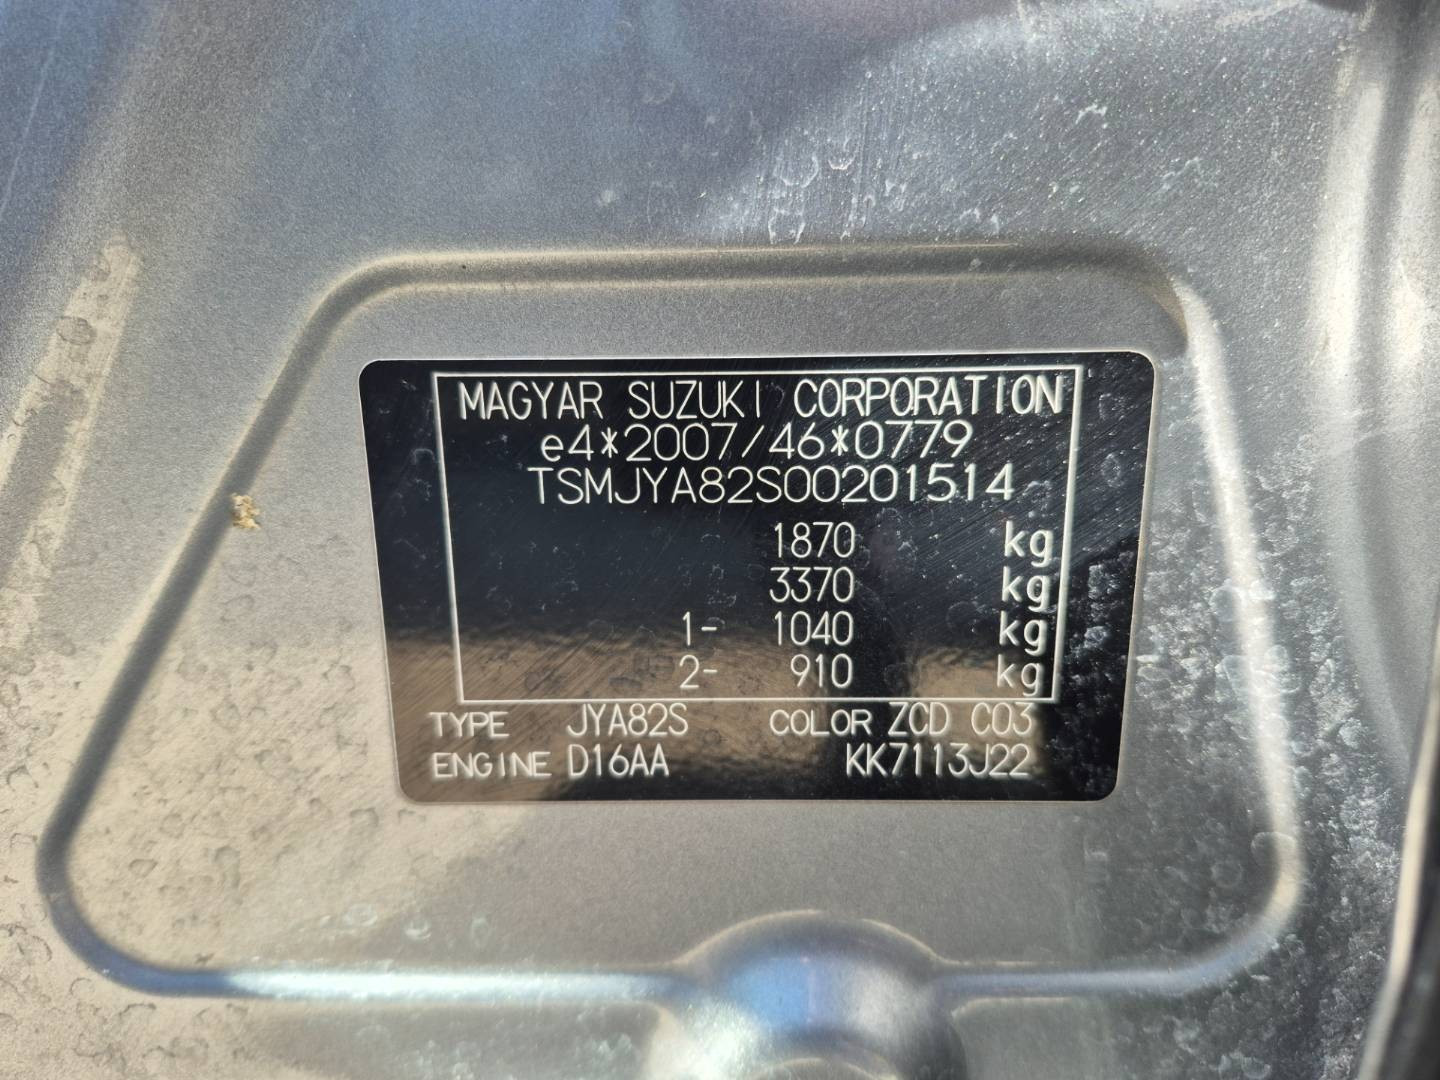 MAGYAR SUZUKI CORPORATION
e4*2007/46*0779
TSMJYA82S00201514
1870 kg
3370 kg
1- 1040 kg
2- 910 kg
TYPE JYA82S COLOR ZCD C03
ENGINE D16AA KK7113J22